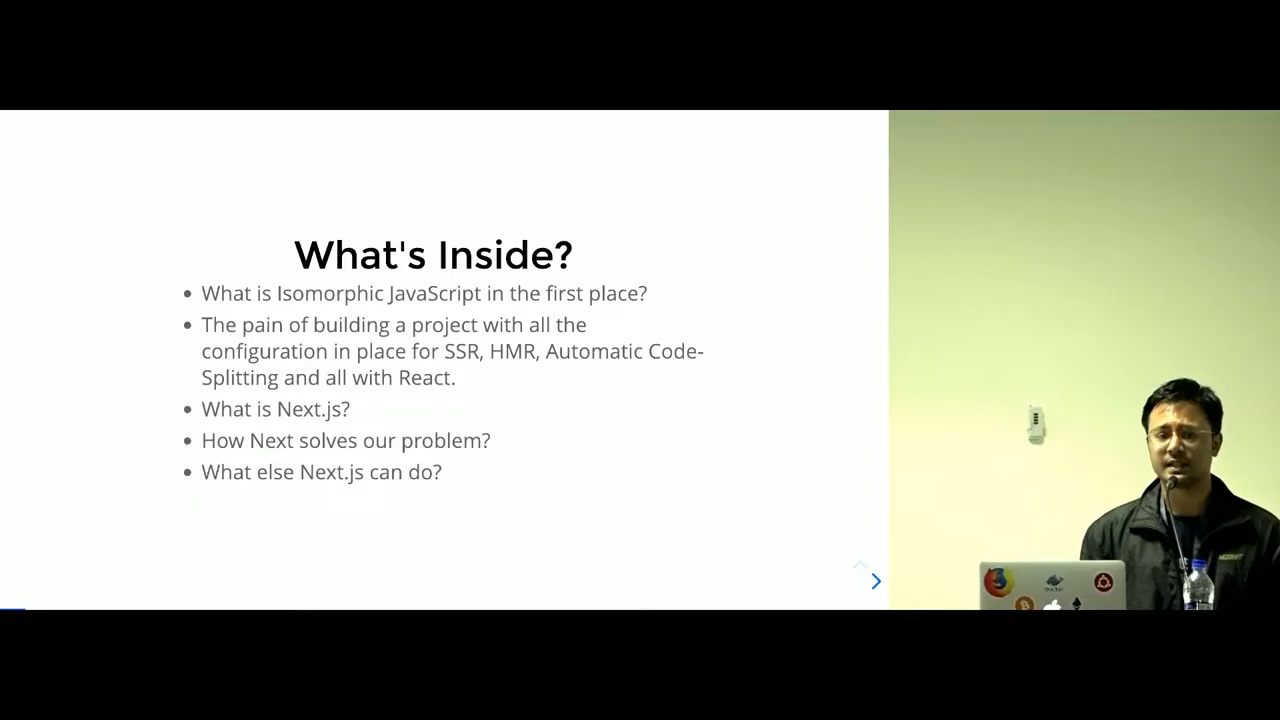 What's Inside?
What is Isomorphic JavaScript in the first place?
The pain of building a project with all the
configuration in place for SSR, HMR, Automatic Code-
Splitting and all with React.
What is Next.js?
How Next solves our problem?
What else Next.js can do?
docker